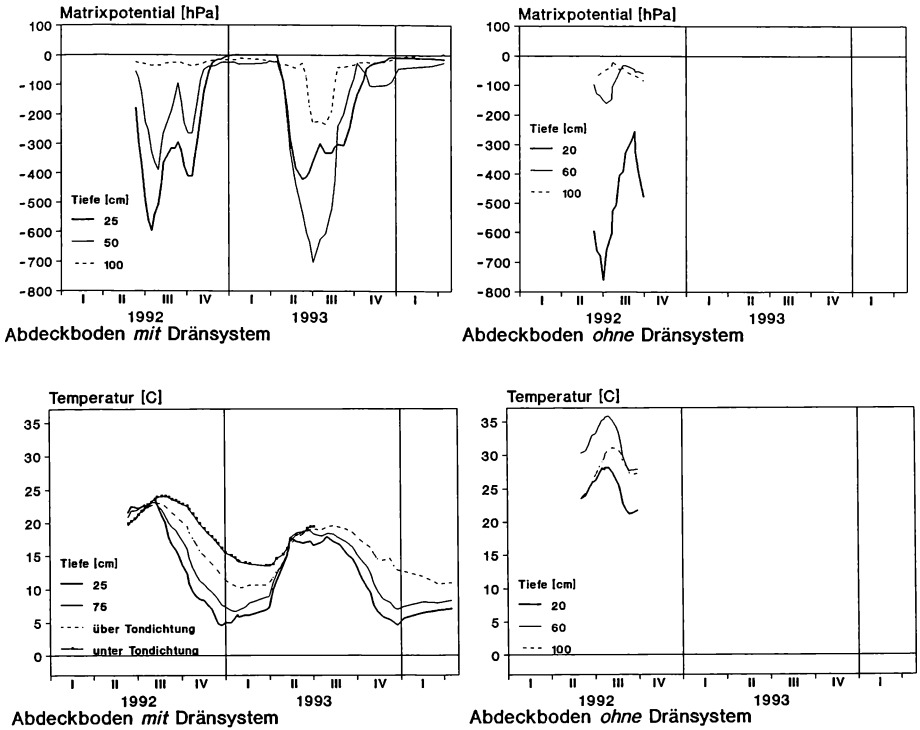 Matrixpotential [hPa]
100
0
-100
-200
-300
-400
-500
-600
-700
-800
Tiefe [cm]
25
50
100
I II III IV I II III IV I
1992 1993
Abdeckboden mit Dränsystem
Matrixpotential [hPa]
100
0
-100
-200
-300
-400
-500
-600
-700
-800
Tiefe [cm]
20
60
100
I II III IV I II III IV I
1992 1993
Abdeckboden ohne Dränsystem
Temperatur [C]
35
30
25
20
15
10
5
0
Tiefe [cm]
25
75
über Tondichtung
unter Tondichtung
I II III IV I II III IV I
1992 1993
Abdeckboden mit Dränsystem
Temperatur [C]
35
30
25
20
15
10
5
0
Tiefe [cm]
20
60
100
I II III IV I II III IV I
1992 1993
Abdeckboden ohne Dränsystem